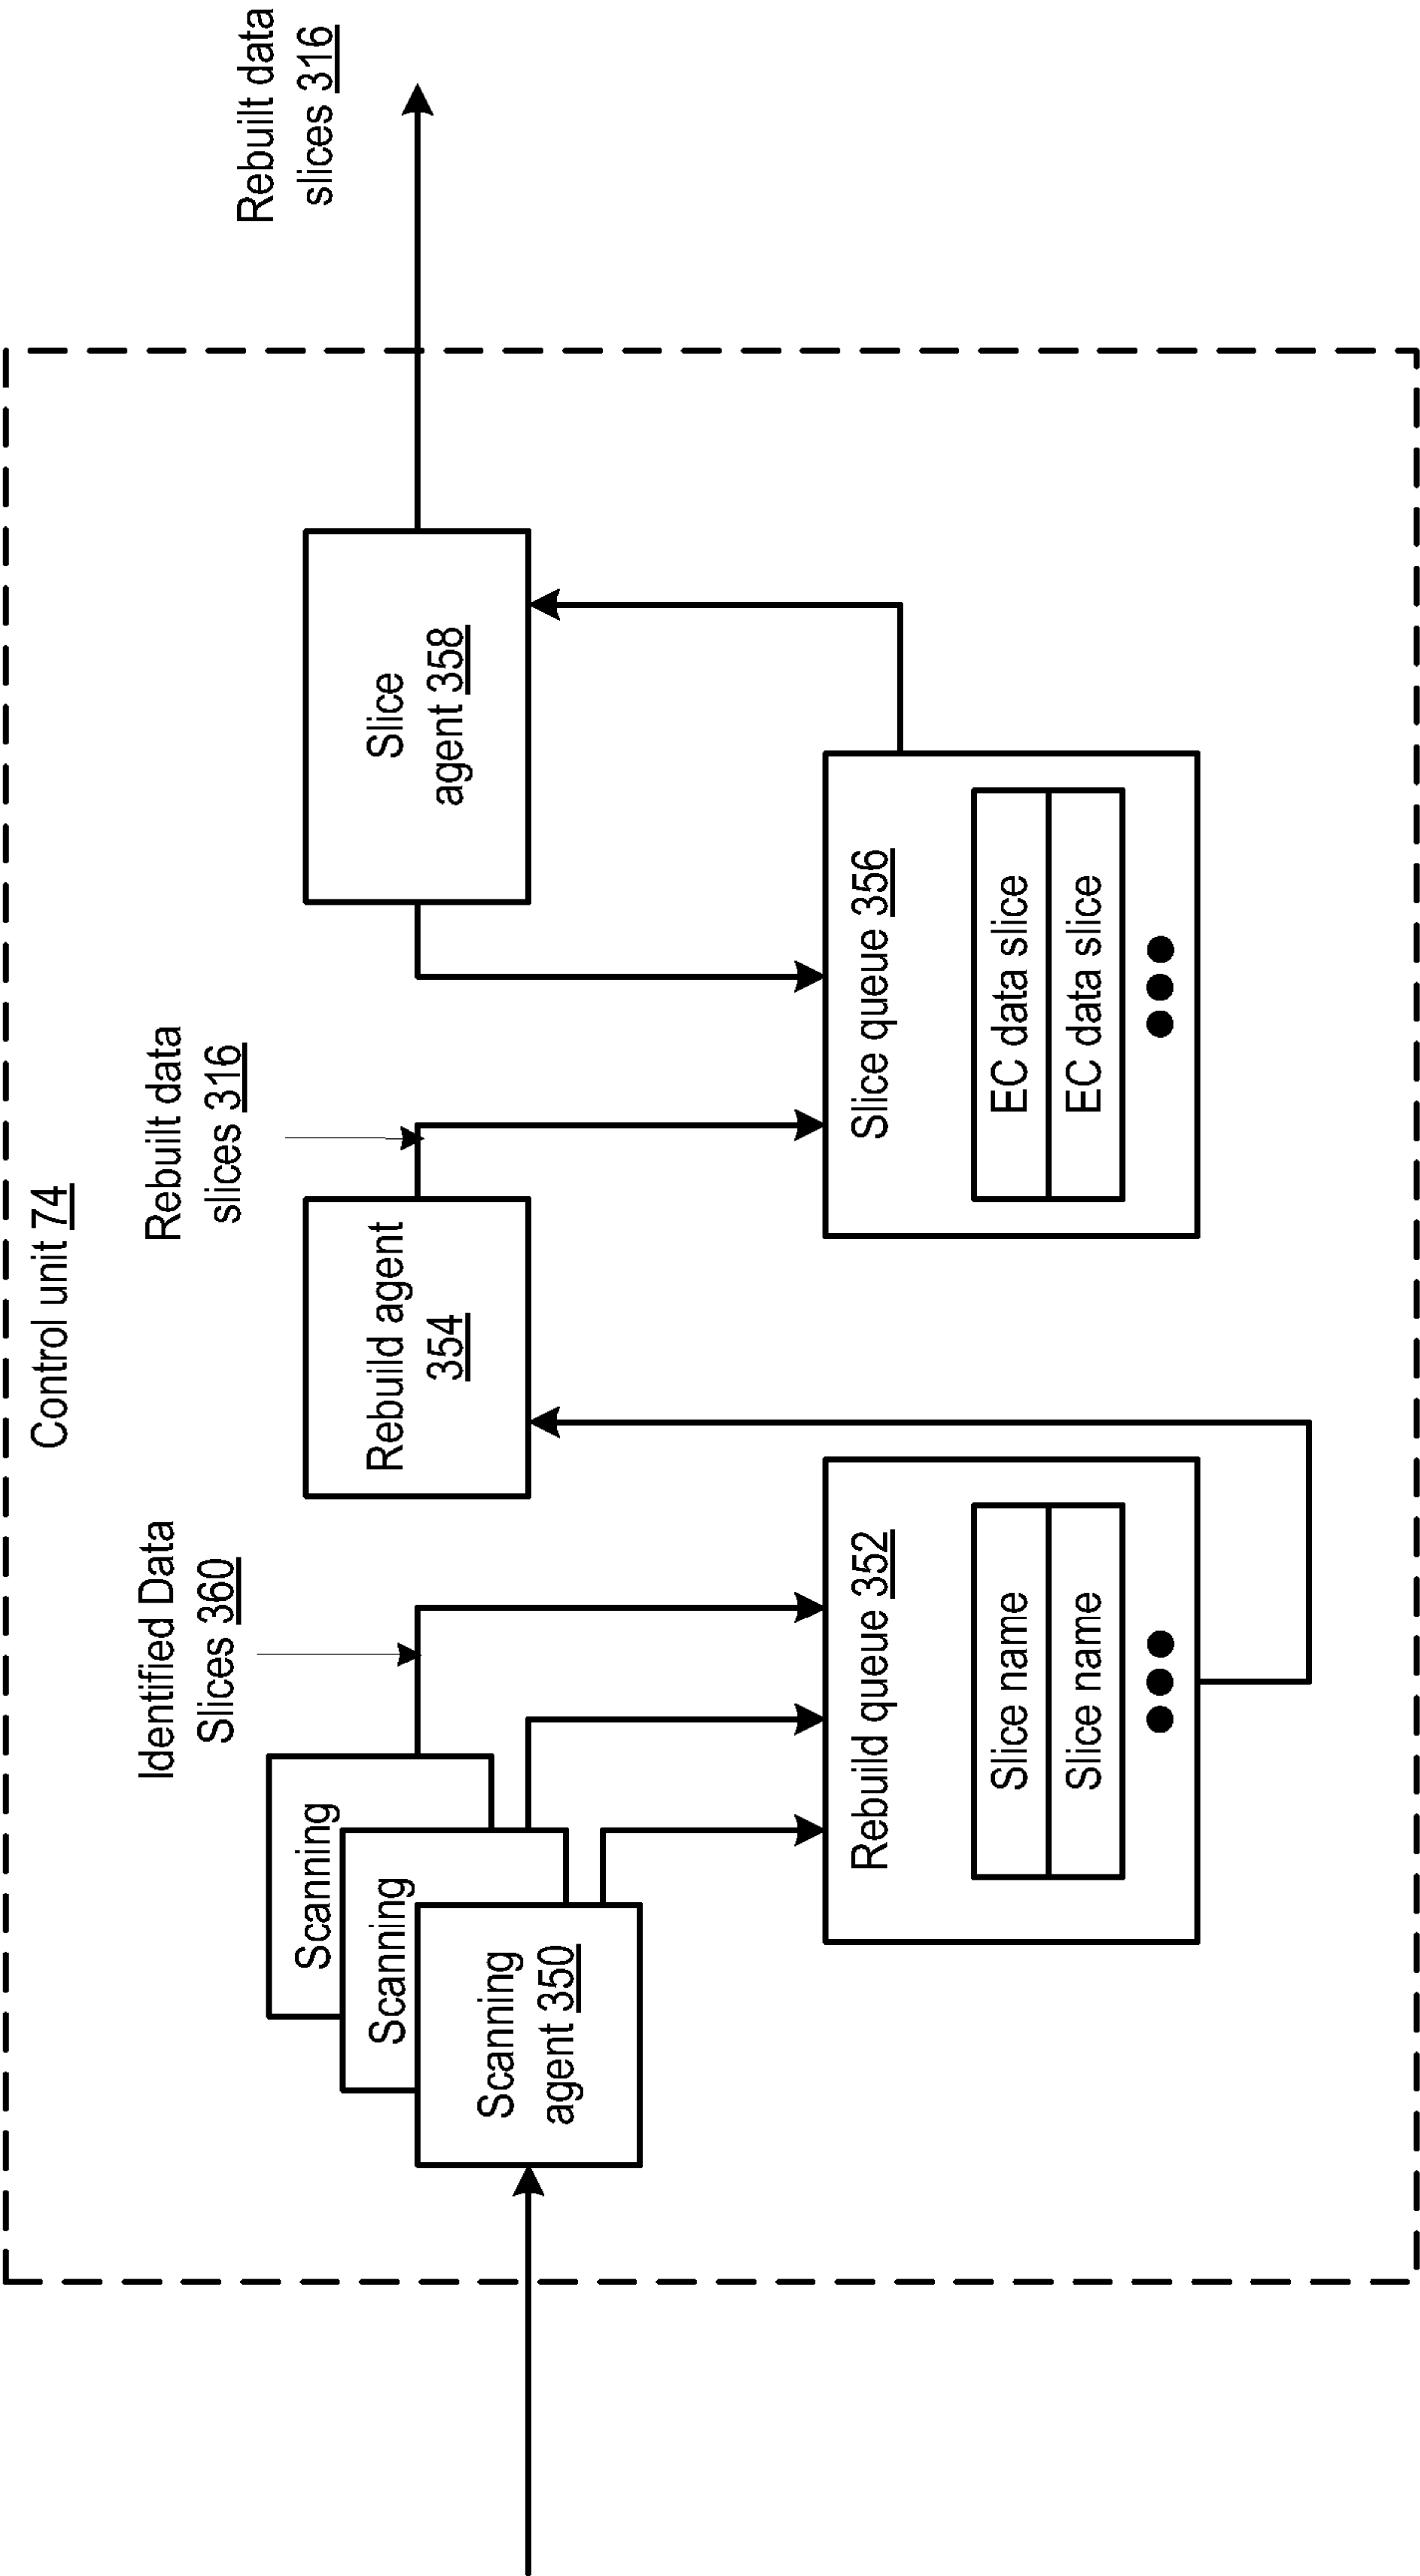 Control unit 74
Identified Data
Slices 360
Rebuilt data
slices 316
Rebuilt data
slices 316
Scanning
Scanning
Scanning
agent 350
Rebuild agent
354
Slice
agent 358
Rebuild queue 352
Slice name
Slice name
Slice queue 356
EC data slice
EC data slice